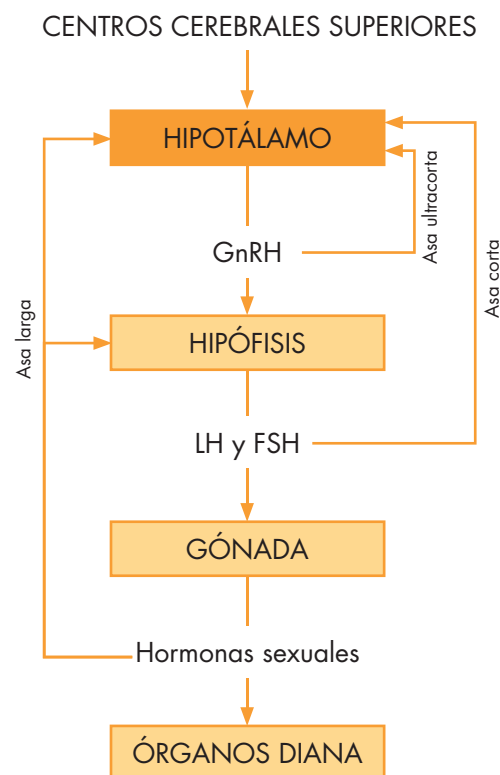 CENTROS CEREBRALES SUPERIORES
HIPOTÁLAMO
GnRH
Asa ultracorta
Asa corta
Asa larga
HIPÓFISIS
LH y FSH
GÓNADA
Hormonas sexuales
ÓRGANOS DIANA